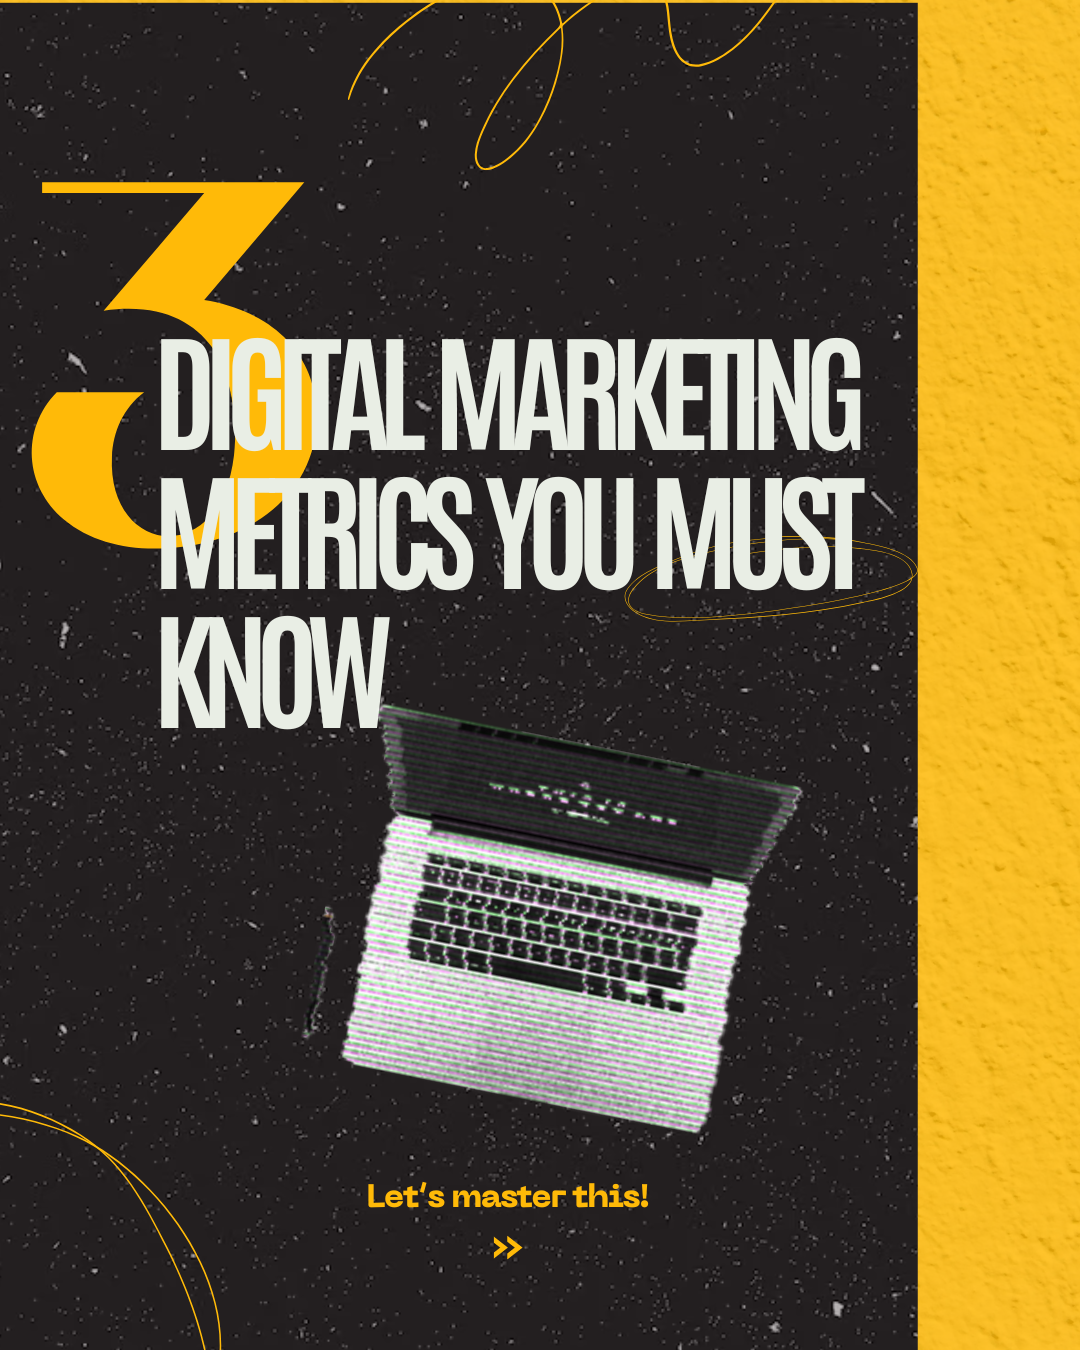 3
DIGITAL MARKETING
METRICS YOU MUST
KNOW
Let's master this!
>>